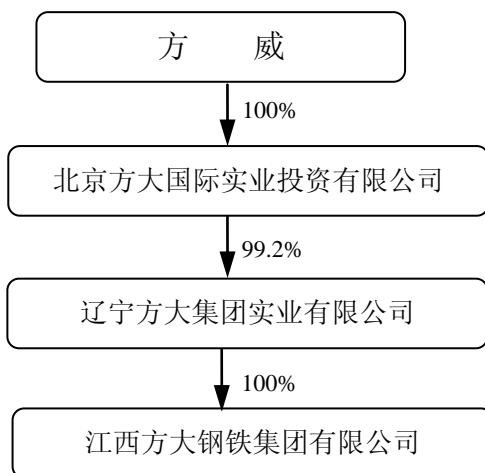 方 威
100%
北京方大国际实业投资有限公司
99.2%
辽宁方大集团实业有限公司
100%
江西方大钢铁集团有限公司